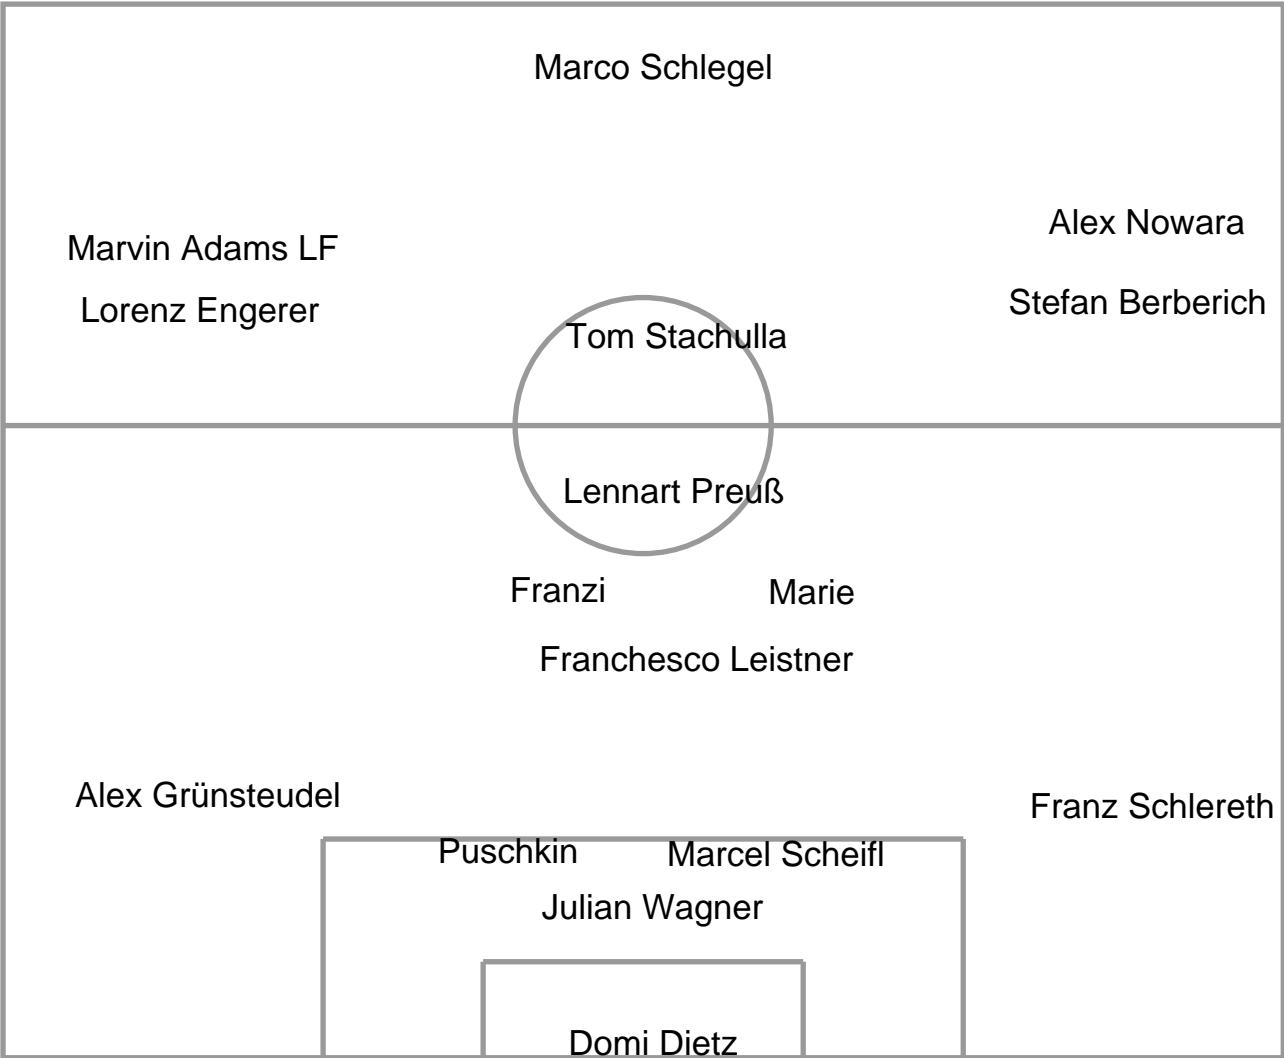 Marco Schlegel
Alex Nowara
Marvin Adams LF
Stefan Berberich
Lorenz Engerer
Tom Stachulla
Lennart Preuß
Franzi
Marie
Franchesco Leistner
Alex Grünsteudel
Franz Schlereth
Puschkin
Marcel Scheifl
Julian Wagner
Domi Dietz